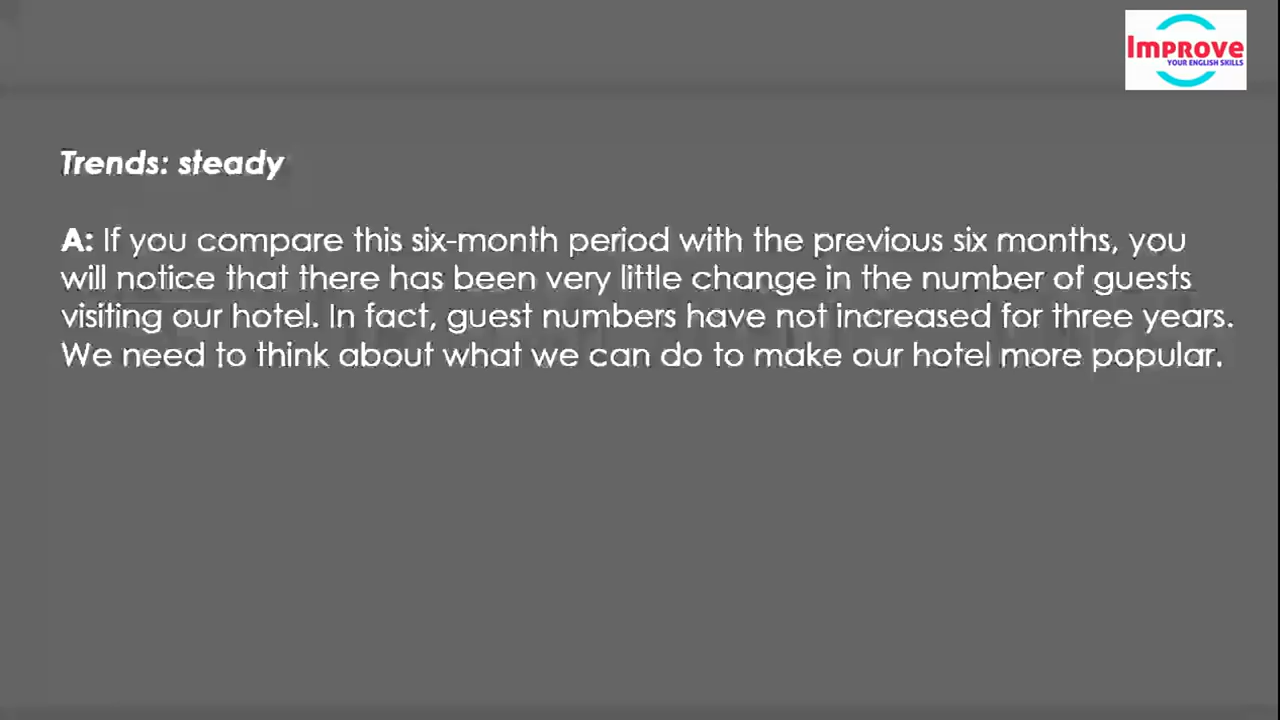 Improve
YOUR ENGLISH SKILLS
Trends: steady
A: If you compare this six-month period with the previous six months, you
will notice that there has been very little change in the number of guests
visiting our hotel. In fact, guest numbers have not increased for three years.
We need to think about what we can do to make our hotel more popular.